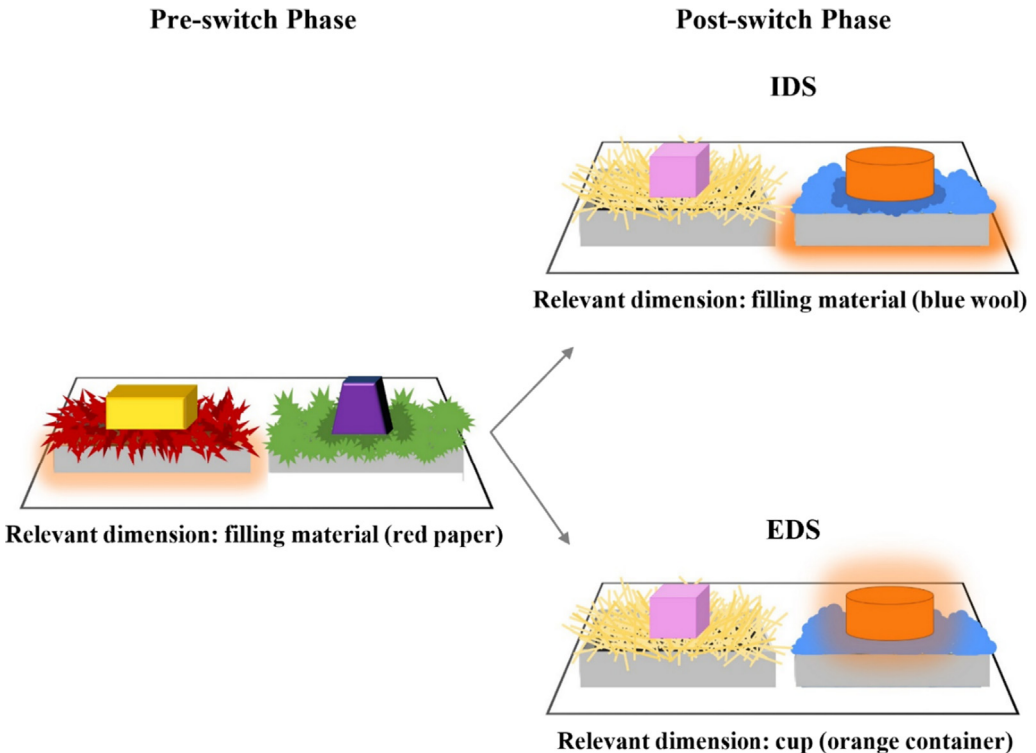 Pre-switch Phase
Post-switch Phase
IDS
Relevant dimension: filling material (blue wool)
Relevant dimension: filling material (red paper)
EDS
Relevant dimension: cup (orange container)